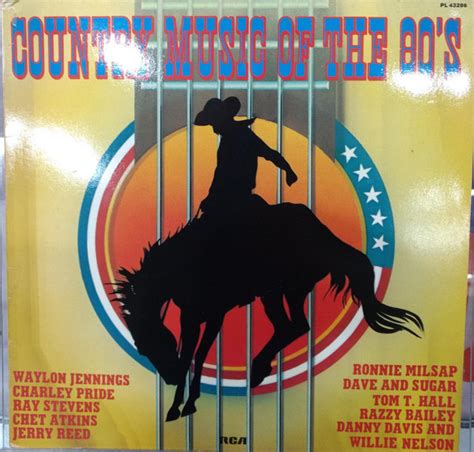 PL 43286
COUNTRY MUSIC OF THE 80'S
WAYLON JENNINGS
CHARLEY PRIDE
RAY STEVENS
CHET ATKINS
JERRY REED
RCA
RONNIE MILSAP
DAVE AND SUGAR
TOM T. HALL
RAZZY BAILEY
DANNY DAVIS AND
WILLIE NELSON